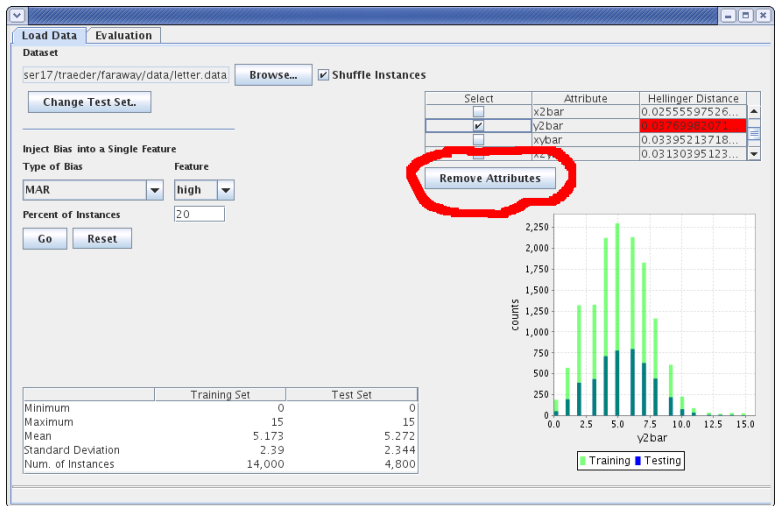 Load Data Evaluation
Dataset
ser17/traeder/faraway/data/letter.data Browse... Shuffle Instances
Change Test Set..
Select Attribute Hellinger Distance
x2bar 0.02555597526...
y2bar 0.03769982071...
xybar 0.03395213718...
0.03130395123...
Inject Bias into a Single Feature
Type of Bias Feature
MAR high
Percent of Instances 20
Go Reset
Remove Attributes
2,250
2,000
1,750
1,500
1,250
1,000
750
500
250
0
counts
0.0 2.5 5.0 7.5 10.0 12.5 15.0
y2bar
Training Testing
Training Set Test Set
Minimum 0 0
Maximum 15 15
Mean 5.173 5.272
Standard Deviation 2.39 2.344
Num. of Instances 14,000 4,800